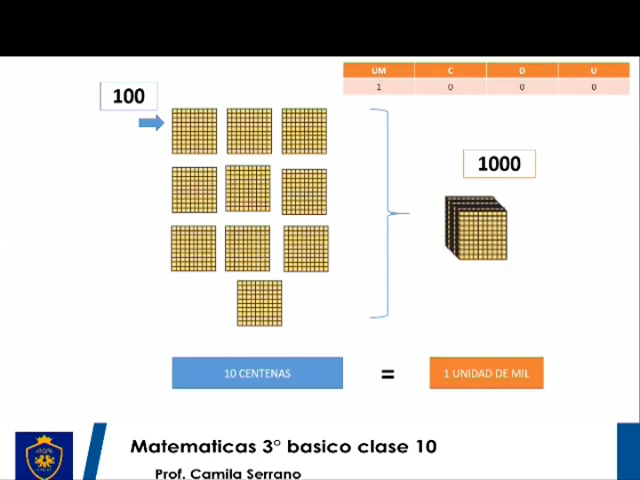 UM C D U
1 0 0 0
100
1000
10 CENTENAS = 1 UNIDAD DE MIL
Matematicas 3° basico clase 10
Prof. Camila Serrano